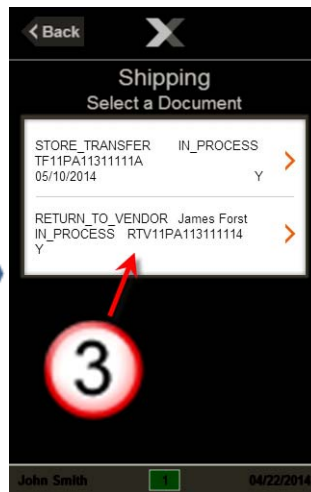 Back
Shipping
Select a Document
STORE_TRANSFER IN_PROCESS
TF11PA11311111A
05/10/2014 Y
RETURN_TO_VENDOR James Forst
IN_PROCESS RTV11PA113111114
Y
3
John Smith 1 04/22/2014